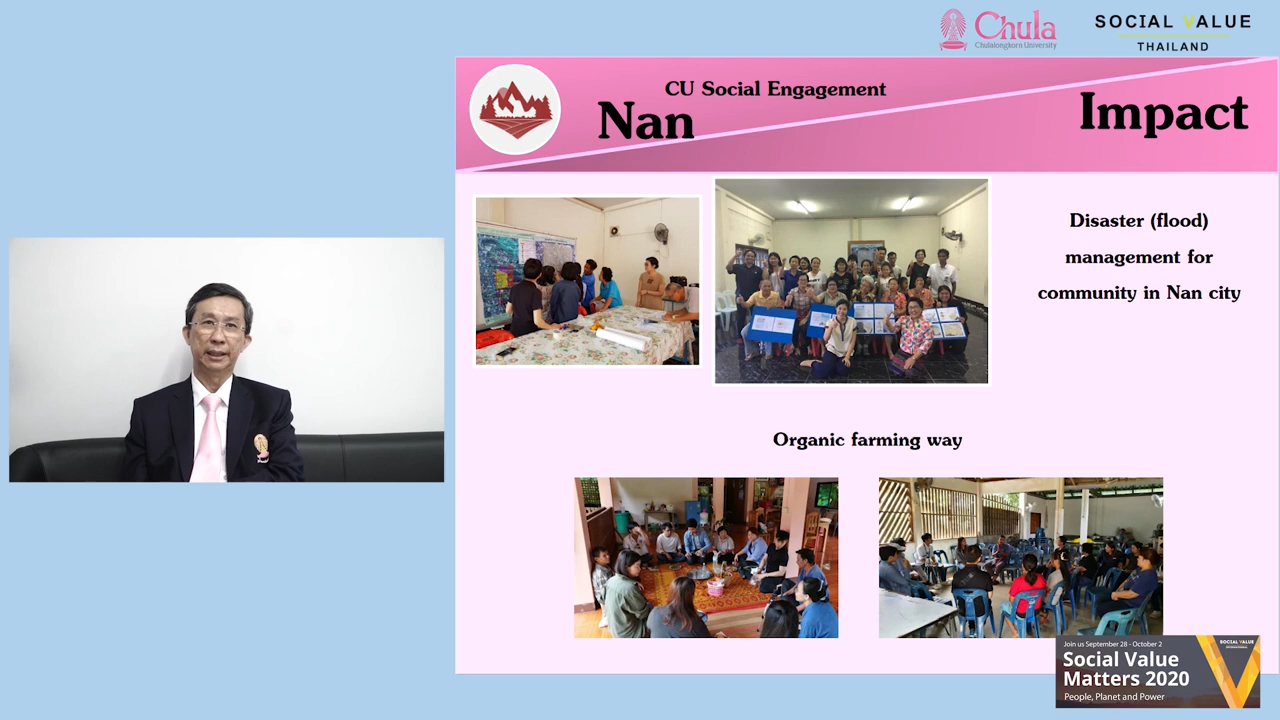 Chula
Chulalongkorn University
SOCIAL VALUE
THAILAND
CU Social Engagement
Nan
Impact
Disaster (flood)
management for
community in Nan city
Organic farming way
Join us September 28 - October 2
Social Value
Matters 2020
People, Planet and Power
SOCIAL VALUE
INTERNATIONAL